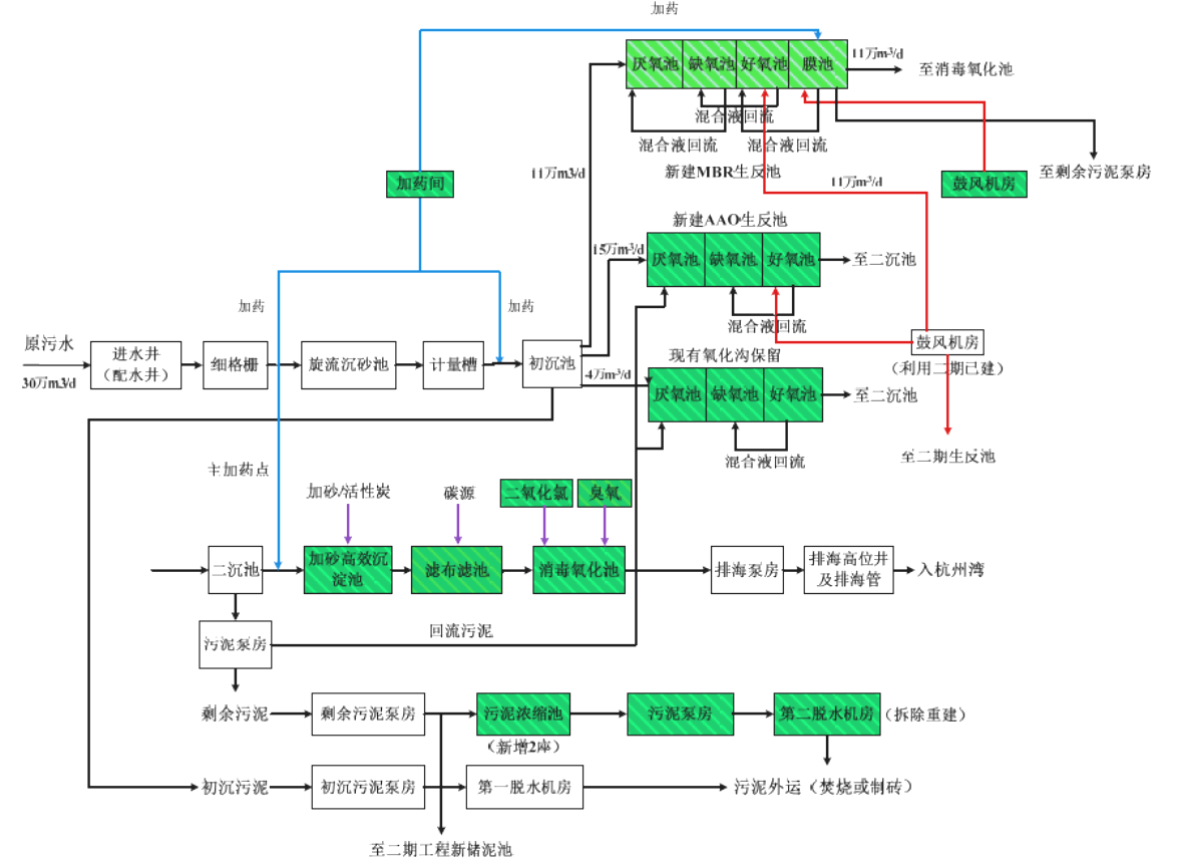 加药
厌氧池 缺氧池 好氧池 膜池
11万m³/d
至消毒氧化池
混合液回流
混合液回流 混合液回流
11万m3/d
新建MBR生反池
加药间
11万m³/d
鼓风机房
至剩余污泥泵房
新建AAO生反池
15万m³/d
厌氧池 缺氧池 好氧池
至二沉池
混合液回流
加药
加药
原污水
30万m3/d
进水井
（配水井）
细格栅
旋流沉砂池
计量槽
初沉池
4万m³/d
现有氧化沟保留
鼓风机房
（利用二期已建）
厌氧池 缺氧池 好氧池
至二沉池
混合液回流
至二期生反池
主加药点
加砂/活性炭
碳源
二氧化氯
臭氧
二沉池
加砂高效沉
淀池
滤布滤池
消毒氧化池
排海泵房
排海高位井
及排海管
入杭州湾
污泥泵房
回流污泥
剩余污泥
剩余污泥泵房
污泥浓缩池
（新增2座）
污泥泵房
第二脱水机房
（拆除重建）
初沉污泥
初沉污泥泵房
第一脱水机房
污泥外运（焚烧或制砖）
至二期工程新储泥池